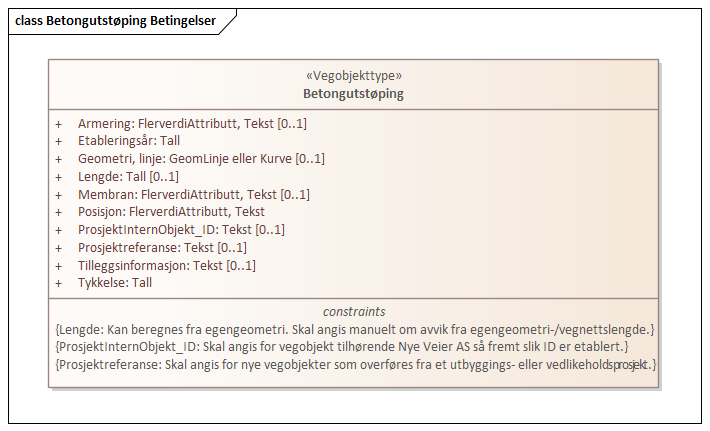 class Betongutstøping Betingelser
«Vegobjekttype»
Betongutstøping
+ Armering: FlerverdiAttributt, Tekst [0..1]
+ Etableringsår: Tall
+ Geometri, linje: GeomLinje eller Kurve [0..1]
+ Lengde: Tall [0..1]
+ Membran: FlerverdiAttributt, Tekst [0..1]
+ Posisjon: FlerverdiAttributt, Tekst
+ ProsjektInternObjekt_ID: Tekst [0..1]
+ Prosjektreferanse: Tekst [0..1]
+ Tilleggsinformasjon: Tekst [0..1]
+ Tykkelse: Tall
constraints
{Lengde: Kan beregnes fra egengeometri. Skal angis manuelt om avvik fra egengeometri-/vegnettslengde.}
{ProsjektInternObjekt_ID: Skal angis for vegobjekt tilhørende Nye Veier AS så fremt slik ID er etablert.}
{Prosjektreferanse: Skal angis for nye vegobjekter som overføres fra et utbyggings- eller vedlikeholdsprosjekt.}